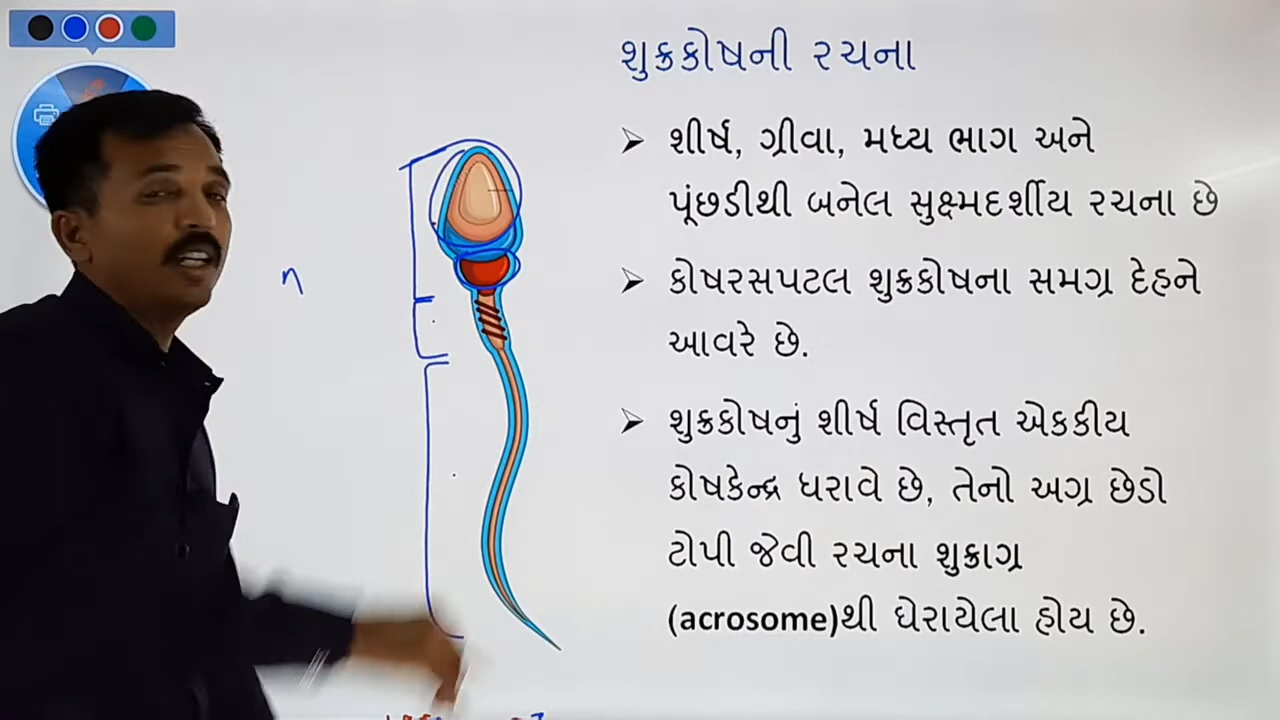 શુક્રકોષની રચના
➢ શીર્ષ, ગ્રીવા, મધ્ય ભાગ અને
પૂંછડીથી બનેલ સુક્ષ્મદર્શીય રચના છે
➢ કોષરસપટલ શુક્રકોષના સમગ્ર દેહને
આવરે છે.
➢ શુક્રકોષનું શીર્ષ વિસ્તૃત એકકીય
કોષકેન્દ્ર ધરાવે છે, તેનો અગ્ર છેડો
ટોપી જેવી રચના શુક્રાગ્ર
(acrosome)થી ઘેરાયેલા હોય છે.
n